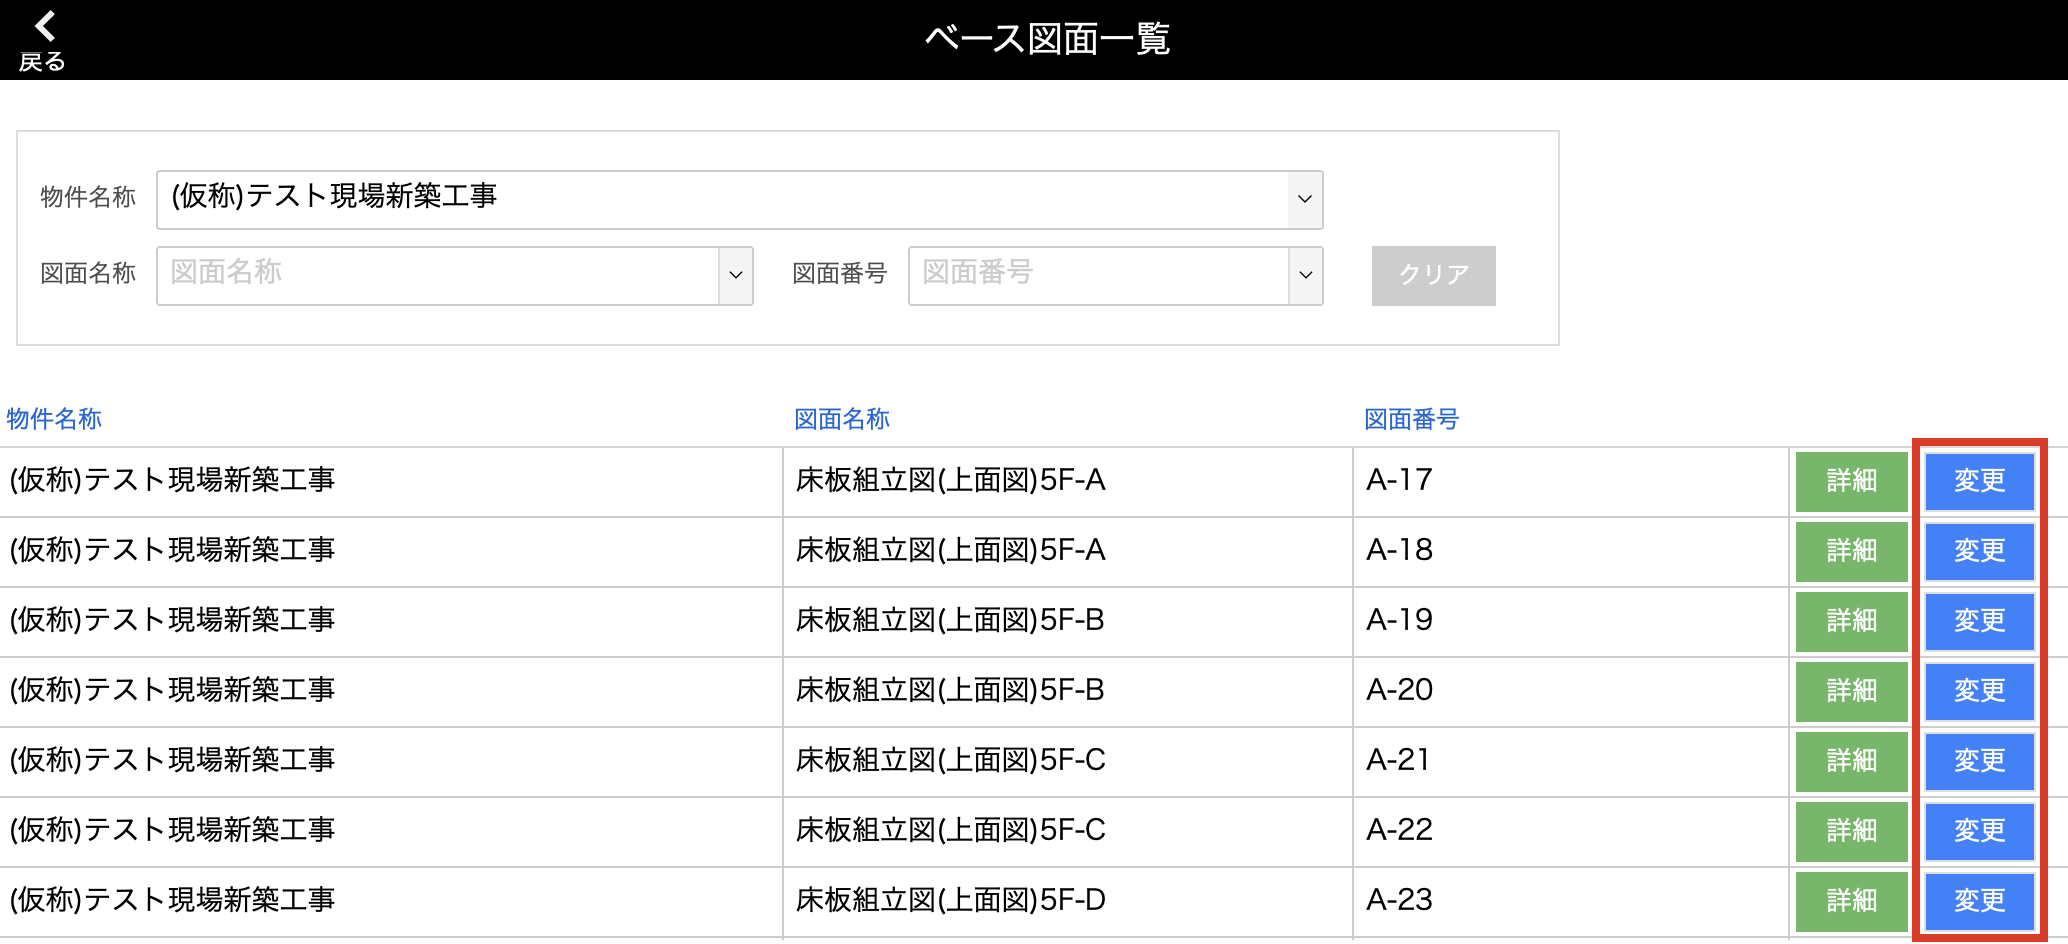 戻る
ベース図面一覧
物件名称 (仮称)テスト現場新築工事
図面名称 図面名称 図面番号 図面番号 クリア
物件名称 図面名称 図面番号
(仮称)テスト現場新築工事 床板組立図(上面図)5F-A A-17 詳細 変更
(仮称)テスト現場新築工事 床板組立図(上面図)5F-A A-18 詳細 変更
(仮称)テスト現場新築工事 床板組立図(上面図)5F-B A-19 詳細 変更
(仮称)テスト現場新築工事 床板組立図(上面図)5F-B A-20 詳細 変更
(仮称)テスト現場新築工事 床板組立図(上面図)5F-C A-21 詳細 変更
(仮称)テスト現場新築工事 床板組立図(上面図)5F-C A-22 詳細 変更
(仮称)テスト現場新築工事 床板組立図(上面図)5F-D A-23 詳細 変更